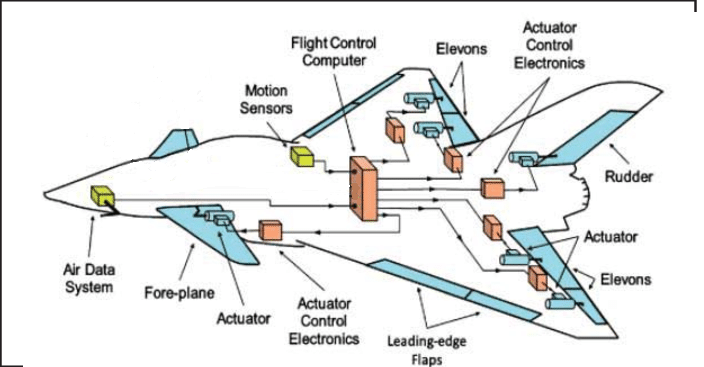 Flight Control
Computer
Elevons
Actuator
Control
Electronics
Motion
Sensors
Rudder
Actuator
Elevons
Air Data
System
Fore-plane
Actuator
Actuator
Control
Electronics
Leading-edge
Flaps